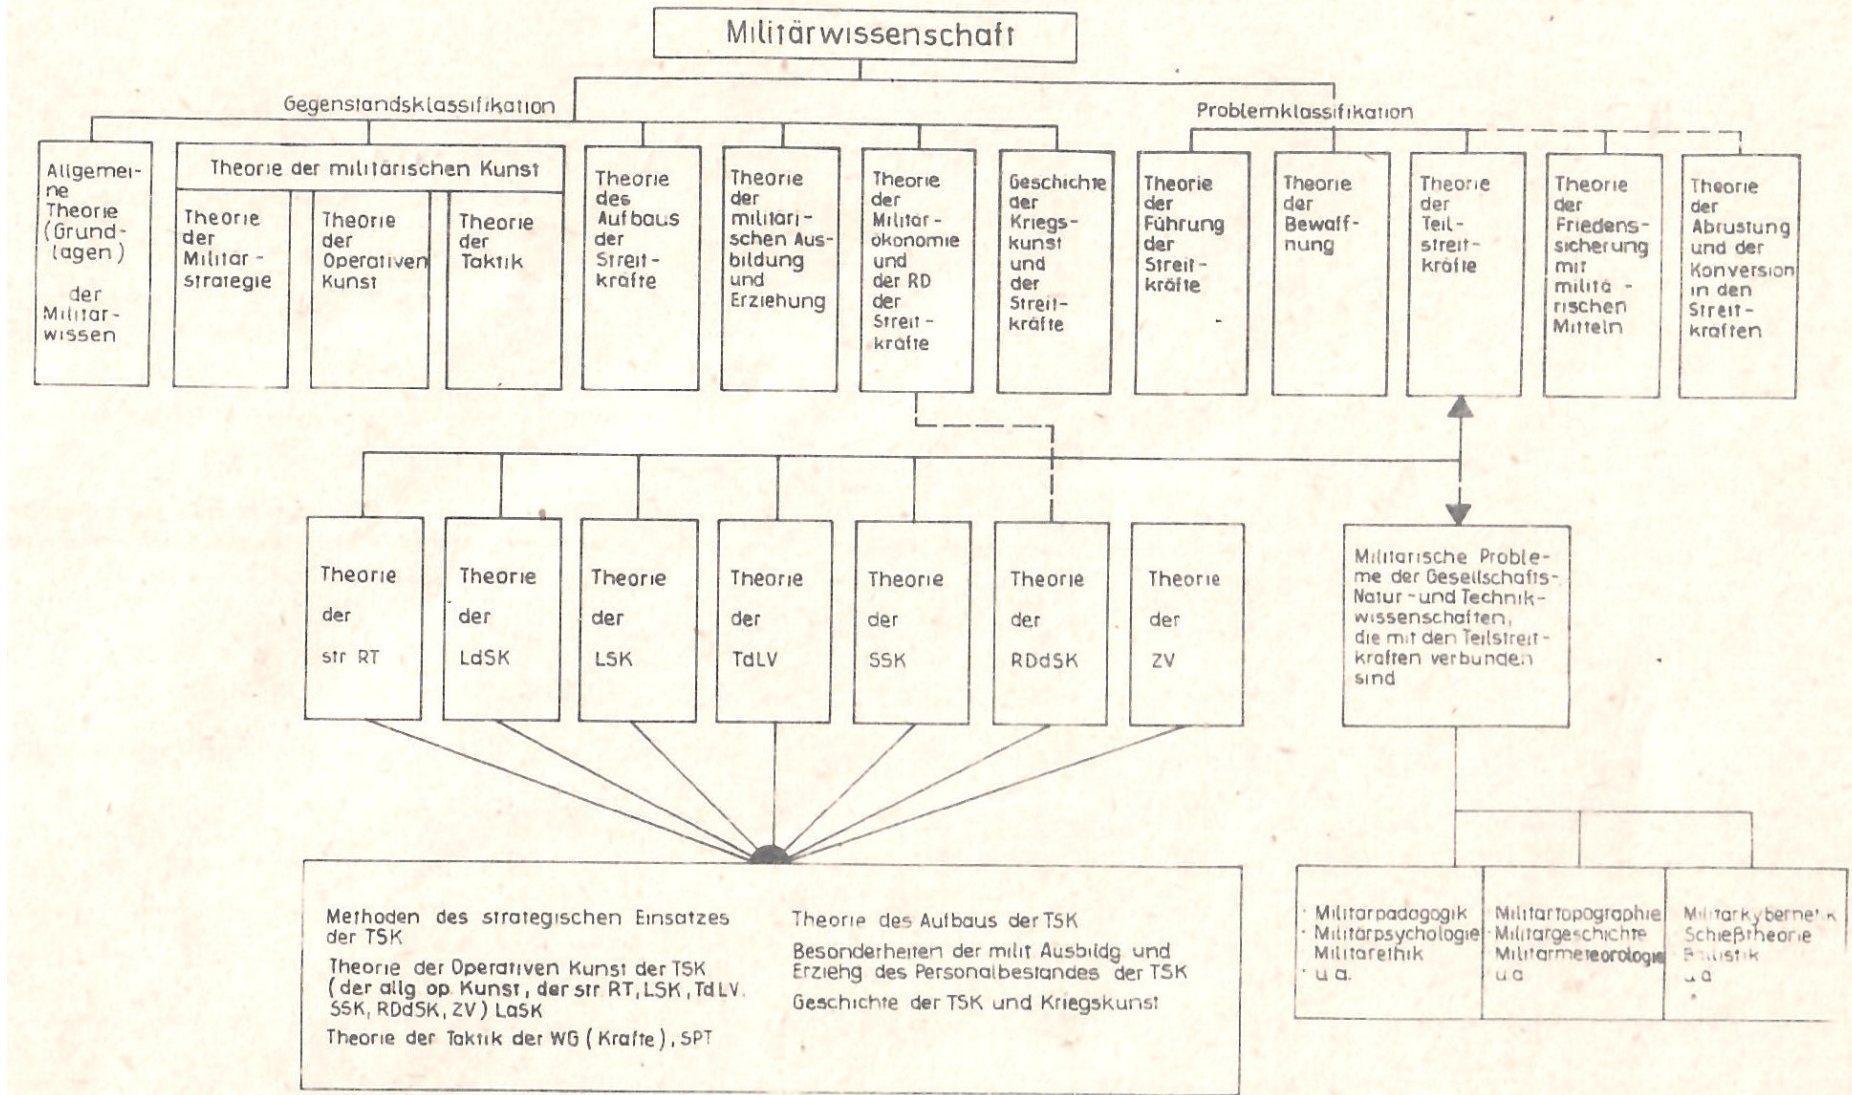 Militärwissenschaft
Gegenstandsklassifikation
Problemklassifikation
Allgemei-
ne
Theorie
(Grund-
lagen)
der
Militär-
wissen
Theorie der militärischen Kunst
Theorie
der
Militär-
strategie
Theorie
der
Operativen
Kunst
Theorie
der
Taktik
Theorie
des
Aufbaus
der
Streit-
kräfte
Theorie
der
militäri-
schen Aus-
bildung
und
Erziehung
Theorie
der
Militär-
ökonomie
und
der RD
der
Streit-
kräfte
Geschichte
der
Kriegs-
kunst
und
der
Streit-
kräfte
Theorie
der
Führung
der
Streit-
kräfte
Theorie
der
Bewaff-
nung
Theorie
der
Teil-
streit-
kräfte
Theorie
der
Friedens-
sicherung
mit
militä-
rischen
Mitteln
Theorie
der
Abrüstung
und der
Konversion
in den
Streit-
kräften
Theorie
der
str RT
Theorie
der
LdSK
Theorie
der
LSK
Theorie
der
TdLV
Theorie
der
SSK
Theorie
der
RDdSK
Theorie
der
ZV
Militärische Proble-
me der Gesellschafts-
Natur-und Technik-
wissenschaften,
die mit den Teilstreit-
kräften verbunden
sind
Methoden des strategischen Einsatzes
der TSK
Theorie der Operativen Kunst der TSK
(der allg op. Kunst, der str RT, LSK, TdLV,
SSK, RDdSK, ZV) LaSK
Theorie der Taktik der WG (Kräfte), SPT
Theorie des Aufbaus der TSK
Besonderheiten der milit Ausbildg und
Erziehg des Personalbestandes der TSK
Geschichte der TSK und Kriegskunst
· Militärpädagogik
· Militärpsychologie
Militärethik
· u a.
Militärtopographie
· Militärgeschichte
Militärmeteorologie
u a
Militärkybernetik
Schießtheorie
Ballistik
u a